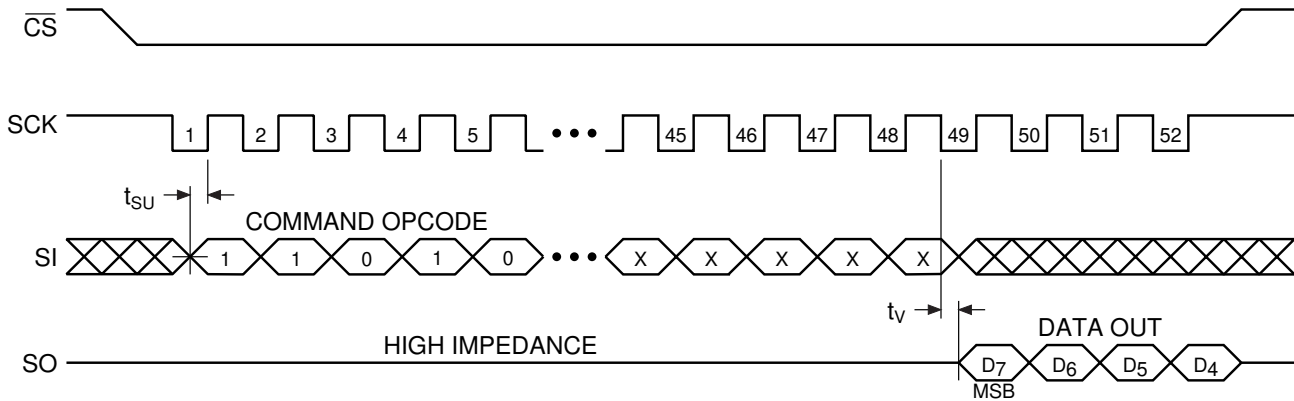 CS
SCK 1 2 3 4 5 ••• 45 46 47 48 49 50 51 52
tSU
COMMAND OPCODE
SI 1 1 0 1 0 ••• X X X X X
tV
DATA OUT
HIGH IMPEDANCE
SO D7 D6 D5 D4
MSB